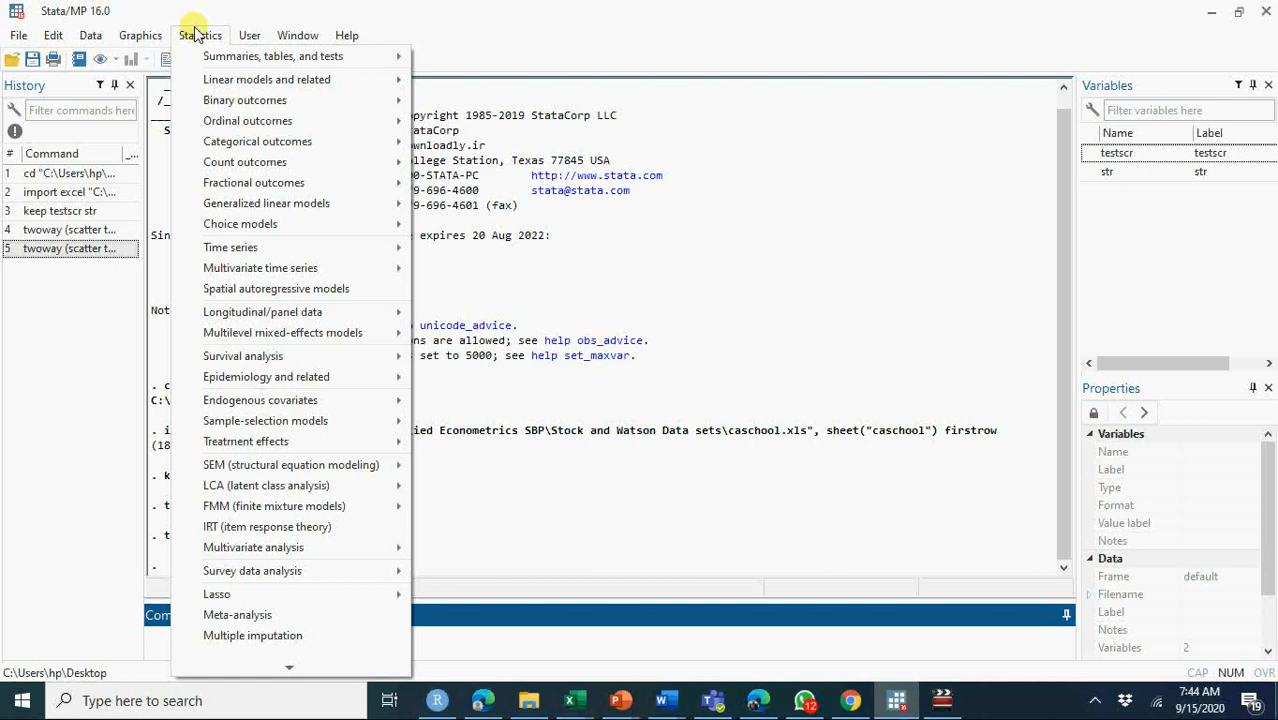 Stata/MP 16.0
File Edit Data Graphics Statistics User Window Help
History
Filter commands here
# Command
1 cd "C:\Users\hp\...
2 import excel "C:\...
3 keep testscr str
4 twoway (scatter t...
5 twoway (scatter t...
Summaries, tables, and tests
Linear models and related
Binary outcomes
Ordinal outcomes
Categorical outcomes
Count outcomes
Fractional outcomes
Generalized linear models
Choice models
Time series
Multivariate time series
Spatial autoregressive models
Longitudinal/panel data
Multilevel mixed-effects models
Survival analysis
Epidemiology and related
Endogenous covariates
Sample-selection models
Treatment effects
SEM (structural equation modeling)
LCA (latent class analysis)
FMM (finite mixture models)
IRT (item response theory)
Multivariate analysis
Survey data analysis
Lasso
Meta-analysis
Multiple imputation
pyright 1985-2019 StataCorp LLC
ataCorp
wnloadly.ir
llege Station, Texas 77845 USA
0-STATA-PC http://www.stata.com
9-696-4600 stata@stata.com
9-696-4601 (fax)
Sin expires 20 Aug 2022:
Not unicode_advice.
ons are allowed; see help obs_advice.
set to 5000; see help set_maxvar.
. c
C:\
. i ied Econometrics SBP\Stock and Watson Data sets\caschool.xls", sheet("caschool") firstrow
(18
. k
. t
. t
.
Com
Variables
Filter variables here
Name Label
testscr testscr
str str
Properties
Variables
Name
Label
Type
Format
Value label
Notes
Data
Frame default
Filename
Label
Notes
Variables 2
C:\Users\hp\Desktop
CAP NUM OVR
Type here to search
12
7:44 AM
9/15/2020
19